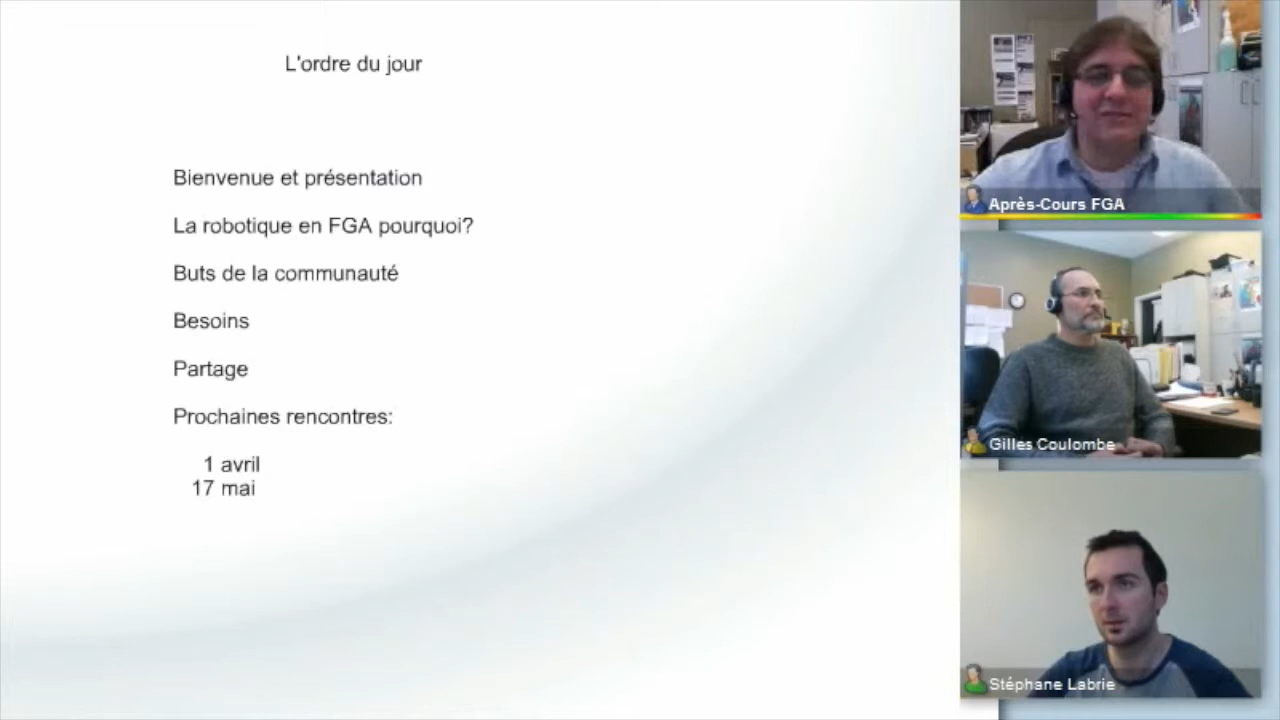 L'ordre du jour
Bienvenue et présentation
La robotique en FGA pourquoi?
Buts de la communauté
Besoins
Partage
Prochaines rencontres:
1 avril
17 mai
Après-Cours FGA
Gilles Coulombe
Stéphane Labrie